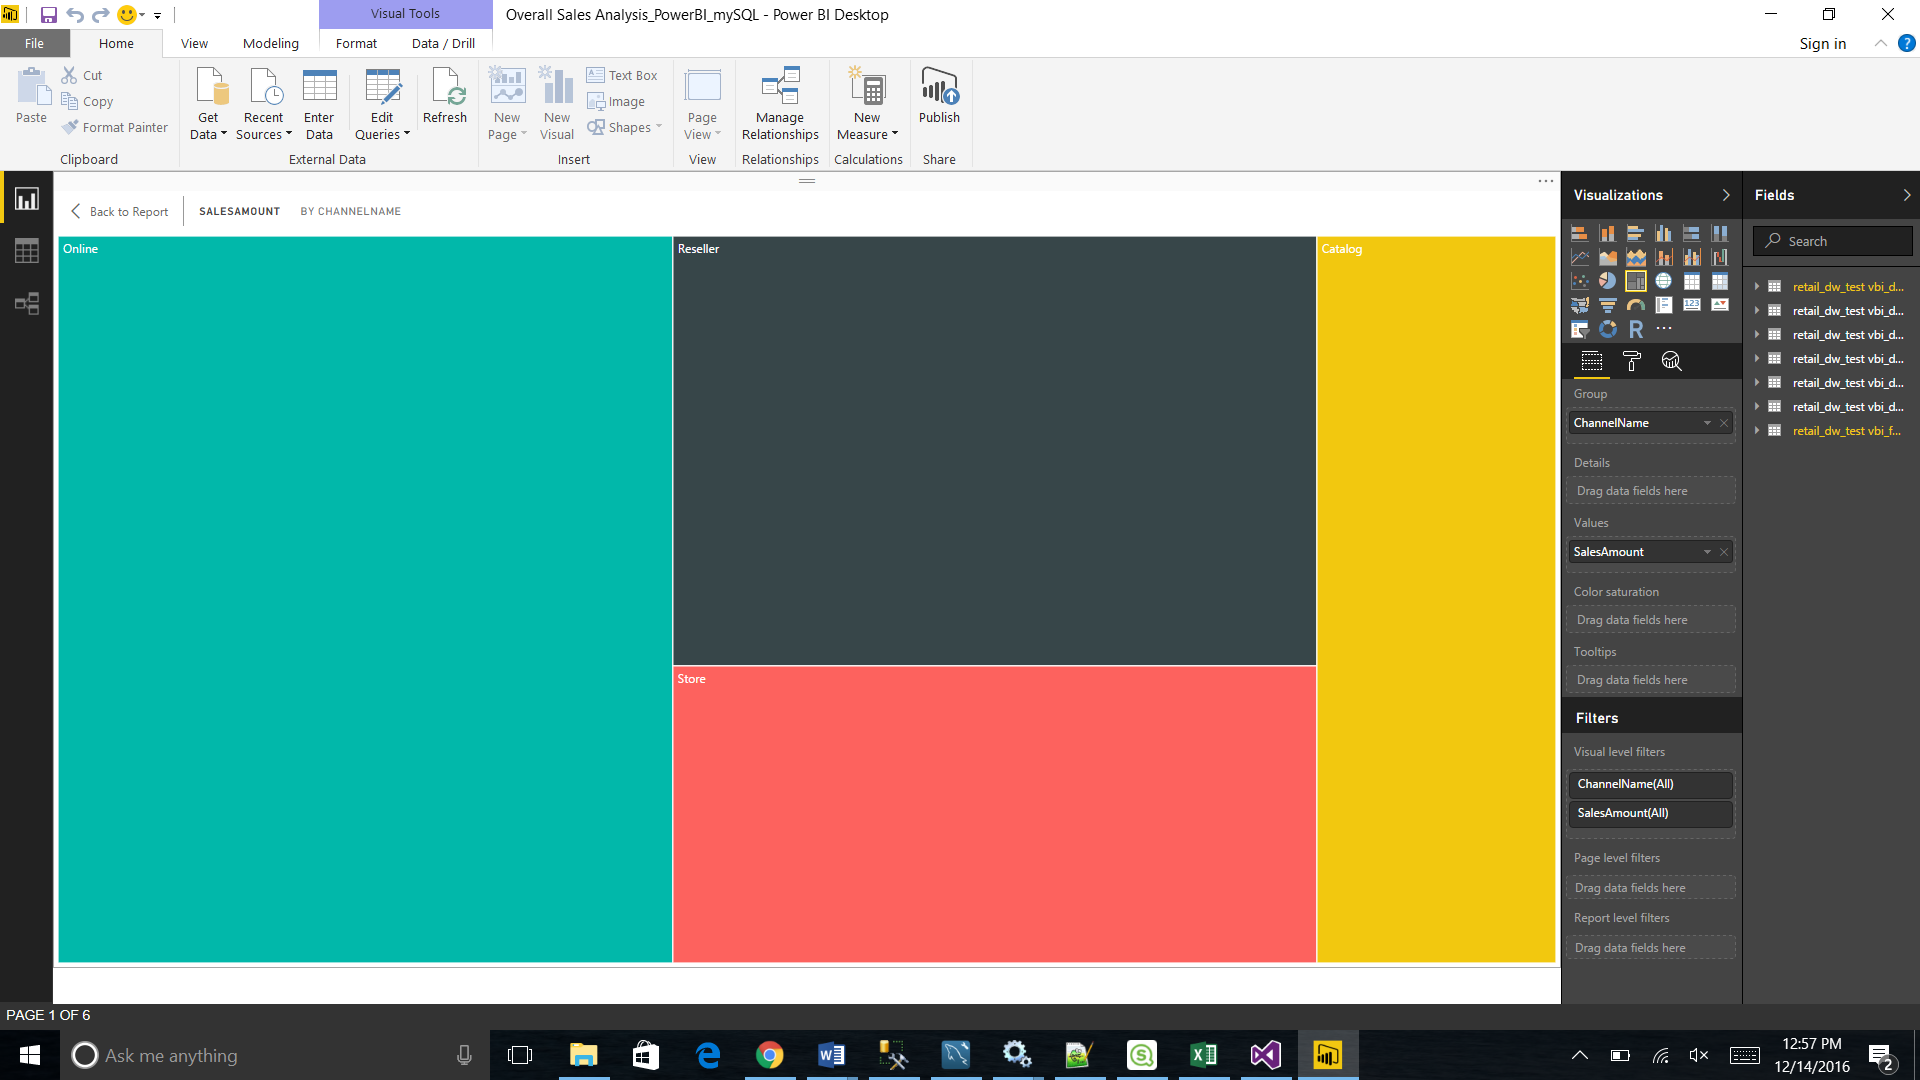 Visual Tools
Overall Sales Analysis_PowerBI_mySQL - Power BI Desktop
File
Home
View
Modeling
Format
Data / Drill
Sign in
?
Paste
Cut
Copy
Format Painter
Clipboard
Get Data
Recent Sources
Enter Data
Edit Queries
Refresh
External Data
New Page
New Visual
Text Box
Image
Shapes
Insert
Page View
View
Manage Relationships
Relationships
New Measure
Calculations
Publish
Share
Back to Report
SALESAMOUNT
BY CHANNELNAME
Online
Reseller
Catalog
Store
Visualizations
123
R
Group
ChannelName
Details
Drag data fields here
Values
SalesAmount
Color saturation
Drag data fields here
Tooltips
Drag data fields here
Filters
Visual level filters
ChannelName(All)
SalesAmount(All)
Page level filters
Drag data fields here
Report level filters
Drag data fields here
Fields
Search
retail_dw_test vbi_d...
retail_dw_test vbi_d...
retail_dw_test vbi_d...
retail_dw_test vbi_d...
retail_dw_test vbi_d...
retail_dw_test vbi_d...
retail_dw_test vbi_f...
PAGE 1 OF 6
Ask me anything
12:57 PM
12/14/2016
2